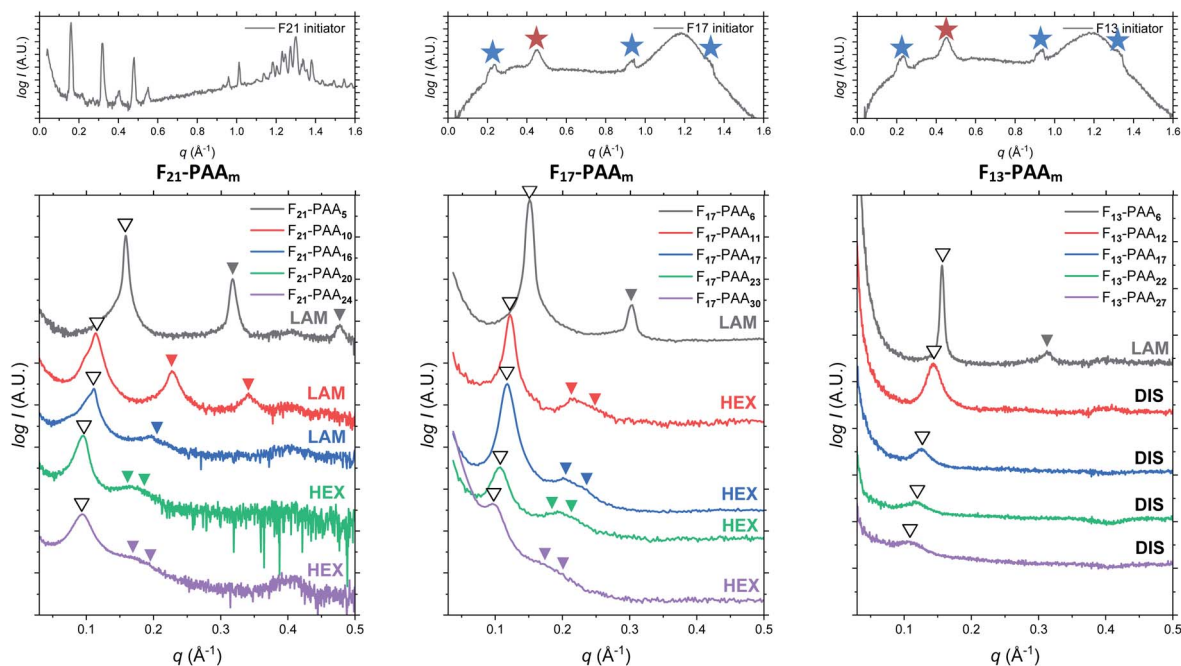 F21 initiator
log I (A.U.)
0.0 0.2 0.4 0.6 0.8 1.0 1.2 1.4 1.6
q (Å-1)
F17 initiator
log I (A.U.)
0.0 0.2 0.4 0.6 0.8 1.0 1.2 1.4 1.6
q (Å-1)
F13 initiator
log I (A.U.)
0.0 0.2 0.4 0.6 0.8 1.0 1.2 1.4 1.6
q (Å-1)
F21-PAAm
F21-PAA5
F21-PAA10
F21-PAA16
F21-PAA20
F21-PAA24
LAM
LAM
LAM
HEX
HEX
log I (A.U.)
0.1 0.2 0.3 0.4 0.5
q (Å-1)
F17-PAAm
F17-PAA6
F17-PAA11
F17-PAA17
F17-PAA23
F17-PAA30
LAM
HEX
HEX
HEX
HEX
log I (A.U.)
0.1 0.2 0.3 0.4 0.5
q (Å-1)
F13-PAAm
F13-PAA6
F13-PAA12
F13-PAA17
F13-PAA22
F13-PAA27
LAM
DIS
DIS
DIS
DIS
log I (A.U.)
0.1 0.2 0.3 0.4 0.5
q (Å-1)